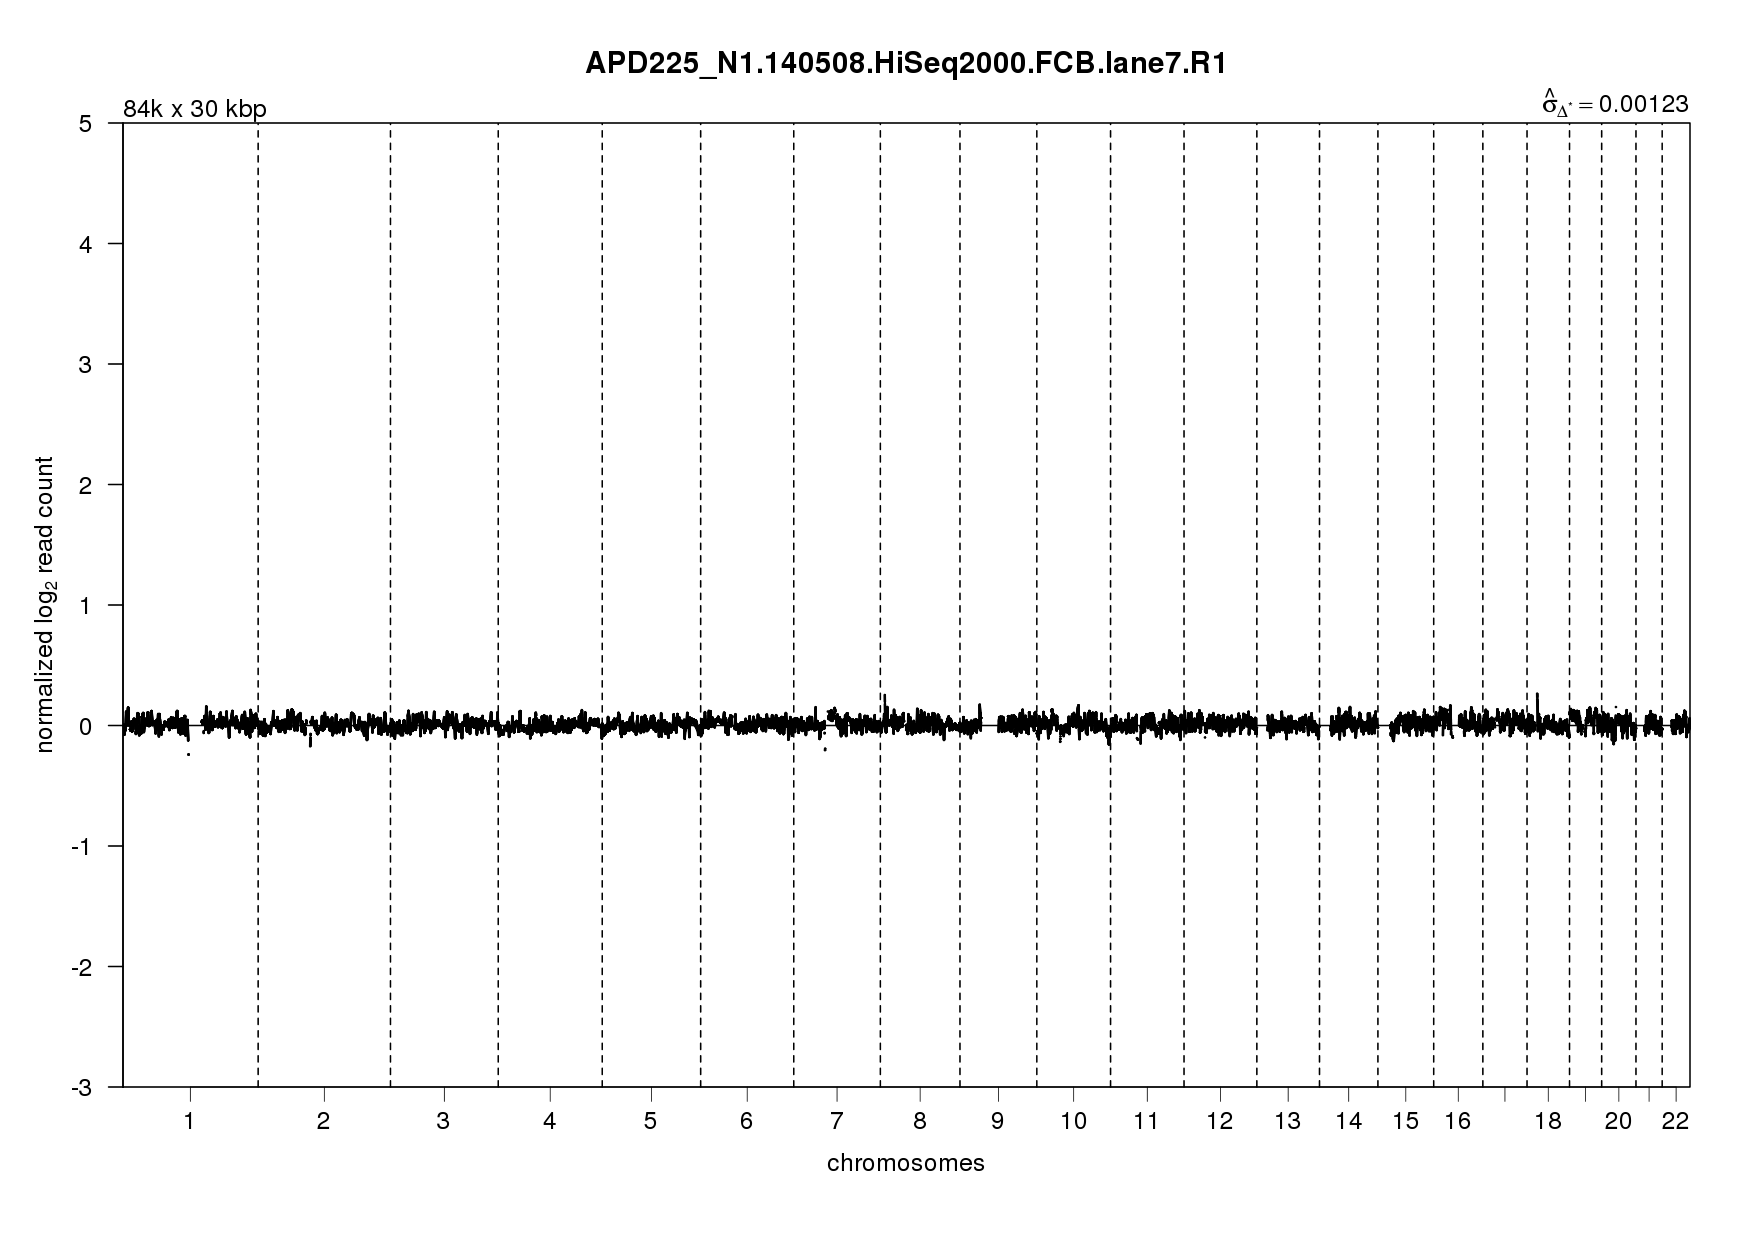 APD225_N1.140508.HiSeq2000.FCB.lane7.R1
84k x 30 kbp
σ̂Δ* = 0.00123
5
4
3
2
1
0
-1
-2
-3
normalized log₂ read count
1 2 3 4 5 6 7 8 9 10 11 12 13 14 15 16 18 20 22
chromosomes